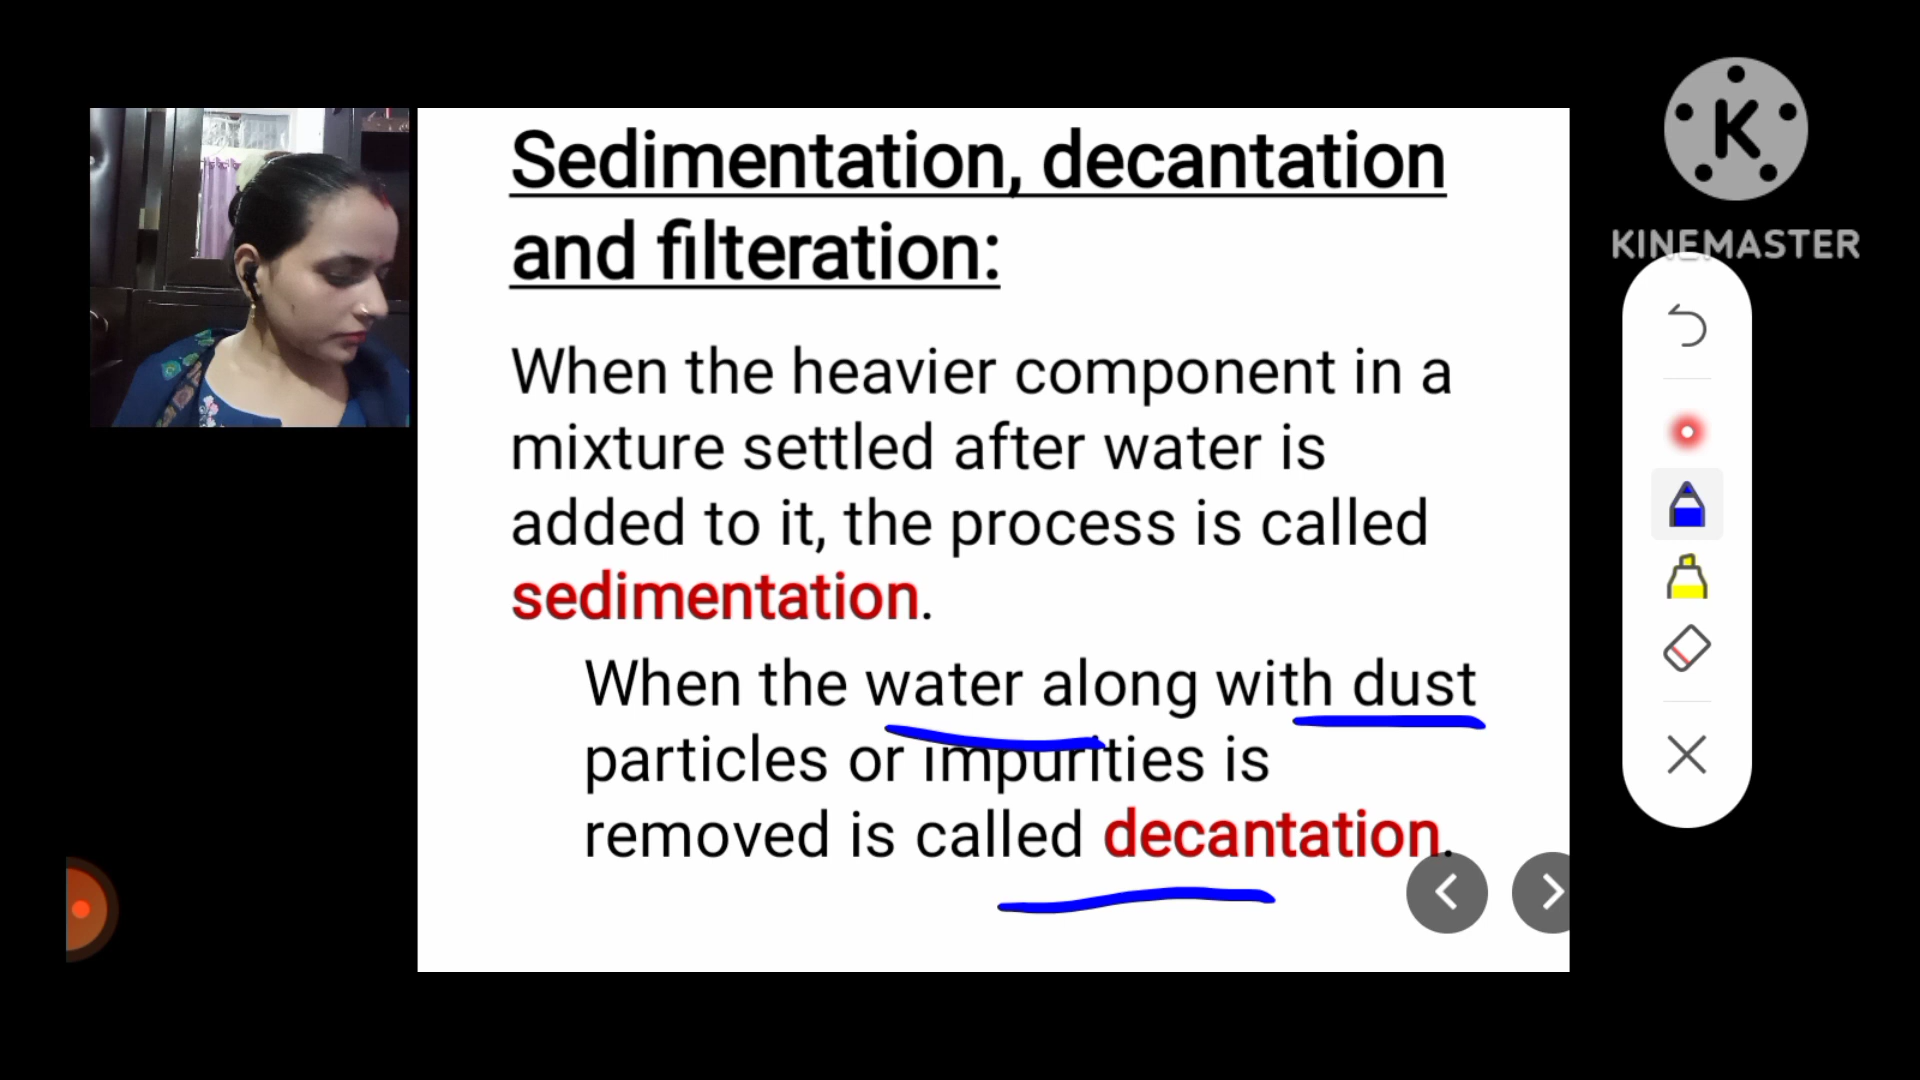 Sedimentation, decantation
and filteration:
When the heavier component in a
mixture settled after water is
added to it, the process is called
sedimentation.
When the water along with dust
particles or impurities is
removed is called decantation.
K
KINEMASTER